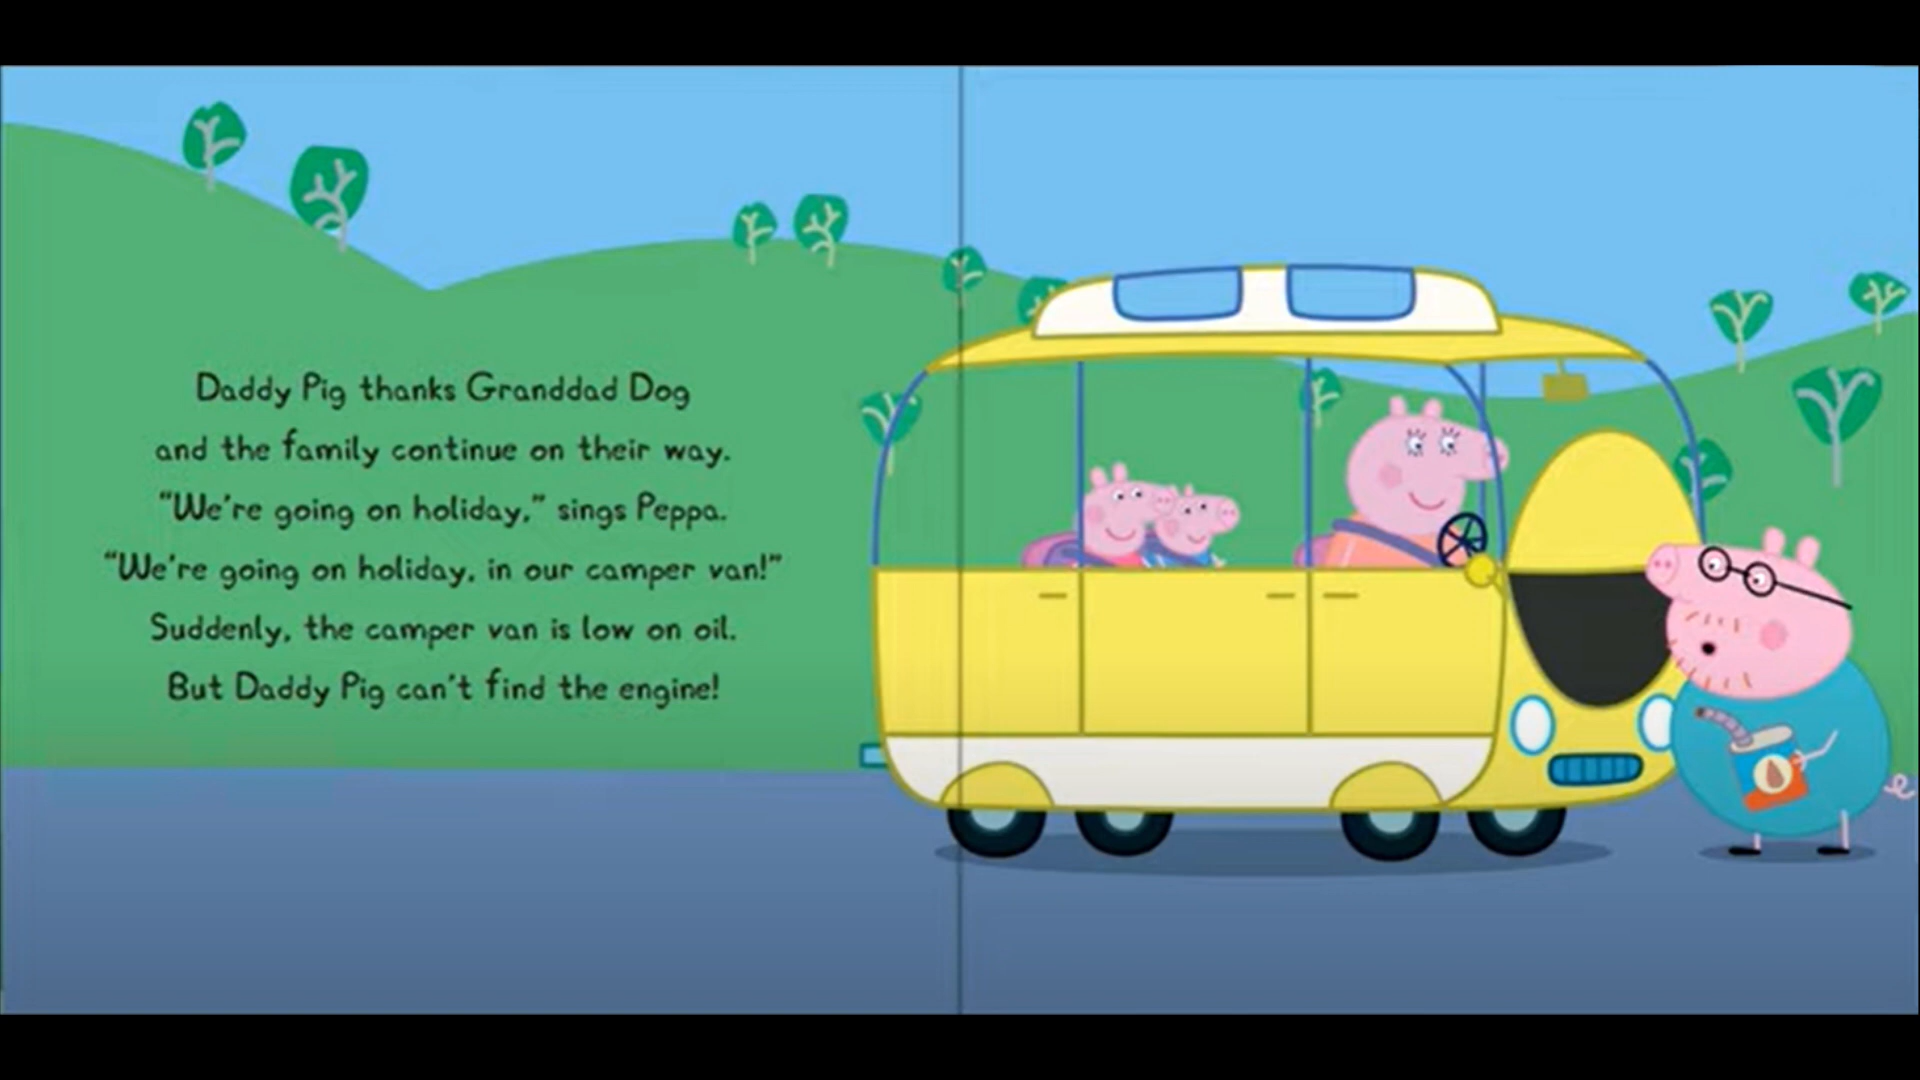 Daddy Pig thanks Granddad Dog
and the family continue on their way.
“We’re going on holiday,” sings Peppa.
“We’re going on holiday, in our camper van!”
Suddenly, the camper van is low on oil.
But Daddy Pig can’t find the engine!